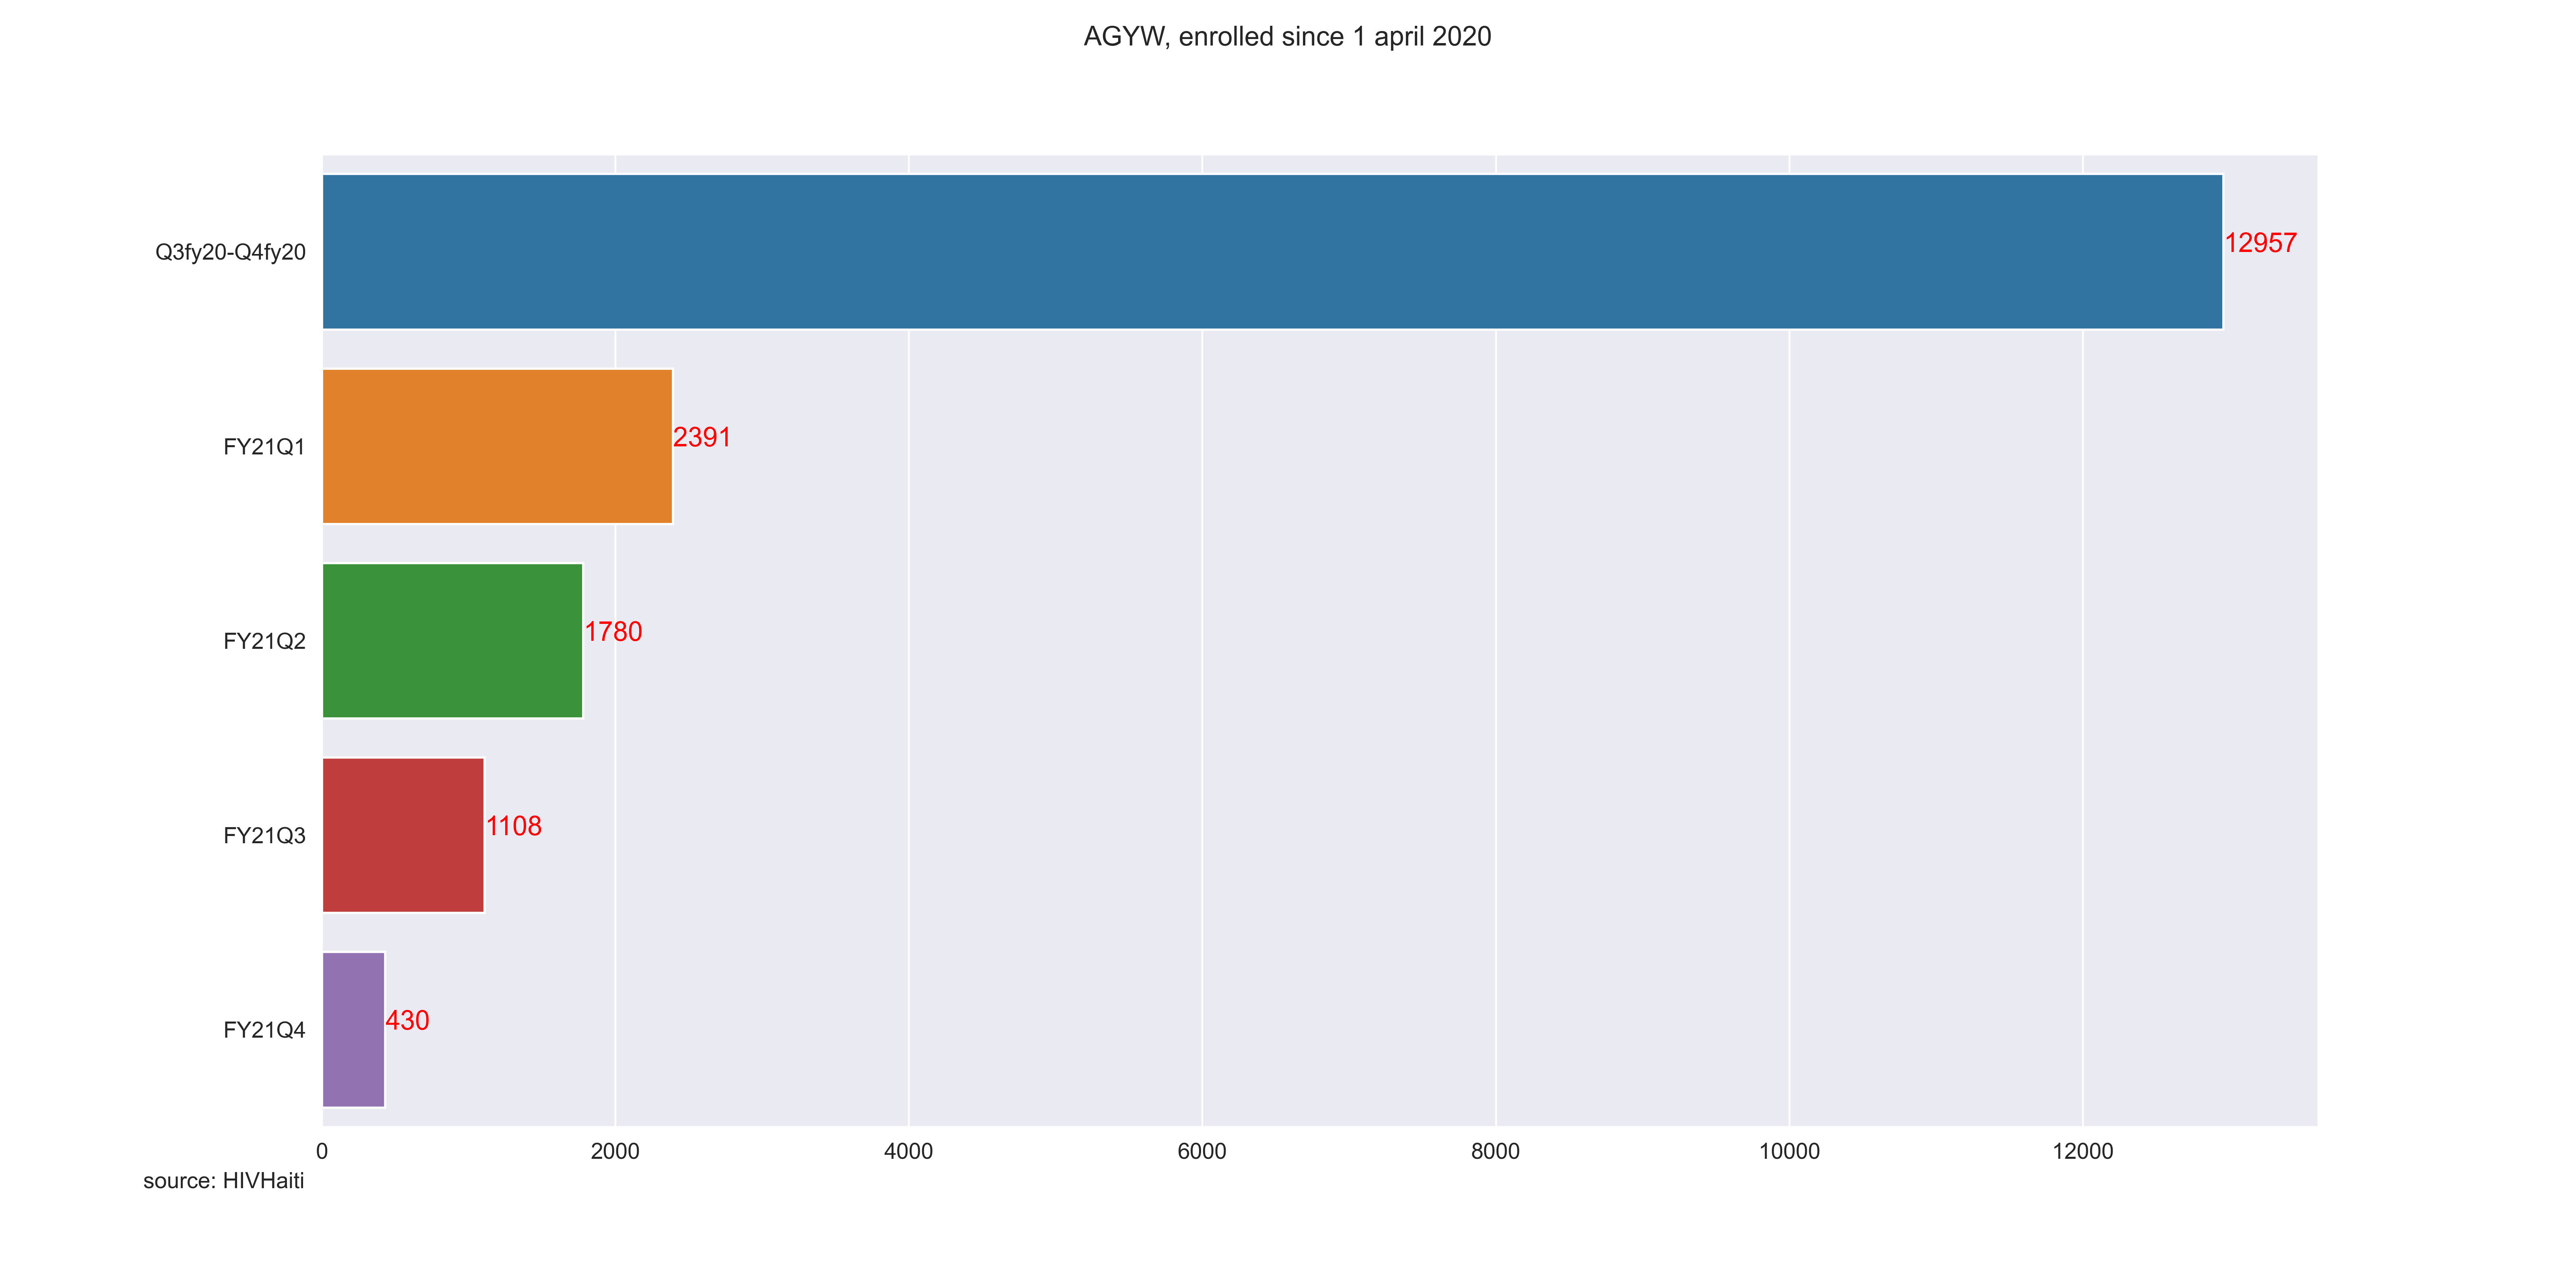 AGYW, enrolled since 1 april 2020
Q3fy20-Q4fy20
12957
FY21Q1
2391
FY21Q2
1780
FY21Q3
1108
FY21Q4
430
0 2000 4000 6000 8000 10000 12000
source: HIVHaiti